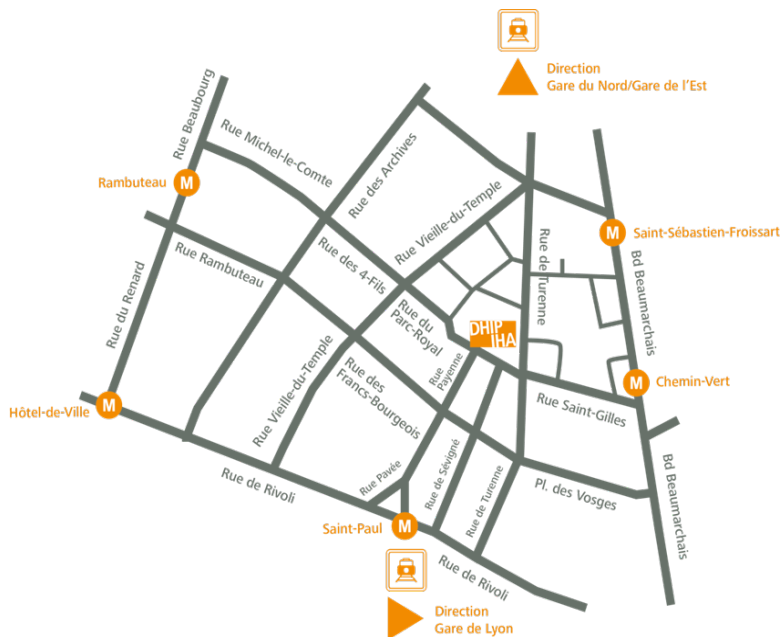 Direction
Gare du Nord/Gare de l'Est
Rue Beaubourg
Rue Michel-le-Comte
Rue des Archives
Rambuteau
M
Rue Vieille-du-Temple
M
Saint-Sébastien-Froissart
Rue Rambuteau
Rue des 4-Fils
Rue de Turenne
Bd Beaumarchais
Rue du Renard
Rue du
Parc-Royal
DHIP
IHA
Rue
Payenne
Rue Vieille-du-Temple
Rue des
Francs-Bourgeois
M
Chemin-Vert
Hôtel-de-Ville
M
Rue Saint-Gilles
Rue de Rivoli
Rue Pavée
Rue de Sévigné
Rue de Turenne
Pl. des Vosges
Bd Beaumarchais
Saint-Paul
M
Rue de Rivoli
Direction
Gare de Lyon